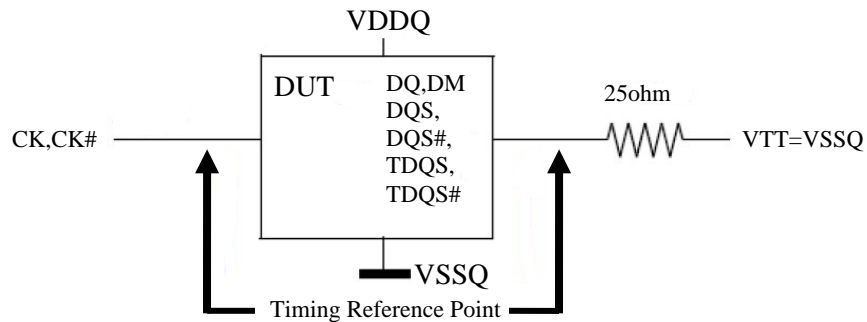 VDDQ
DUT
DQ,DM
DQS,
DQS#,
TDQS,
TDQS#
CK,CK#
25ohm
VTT=VSSQ
VSSQ
Timing Reference Point